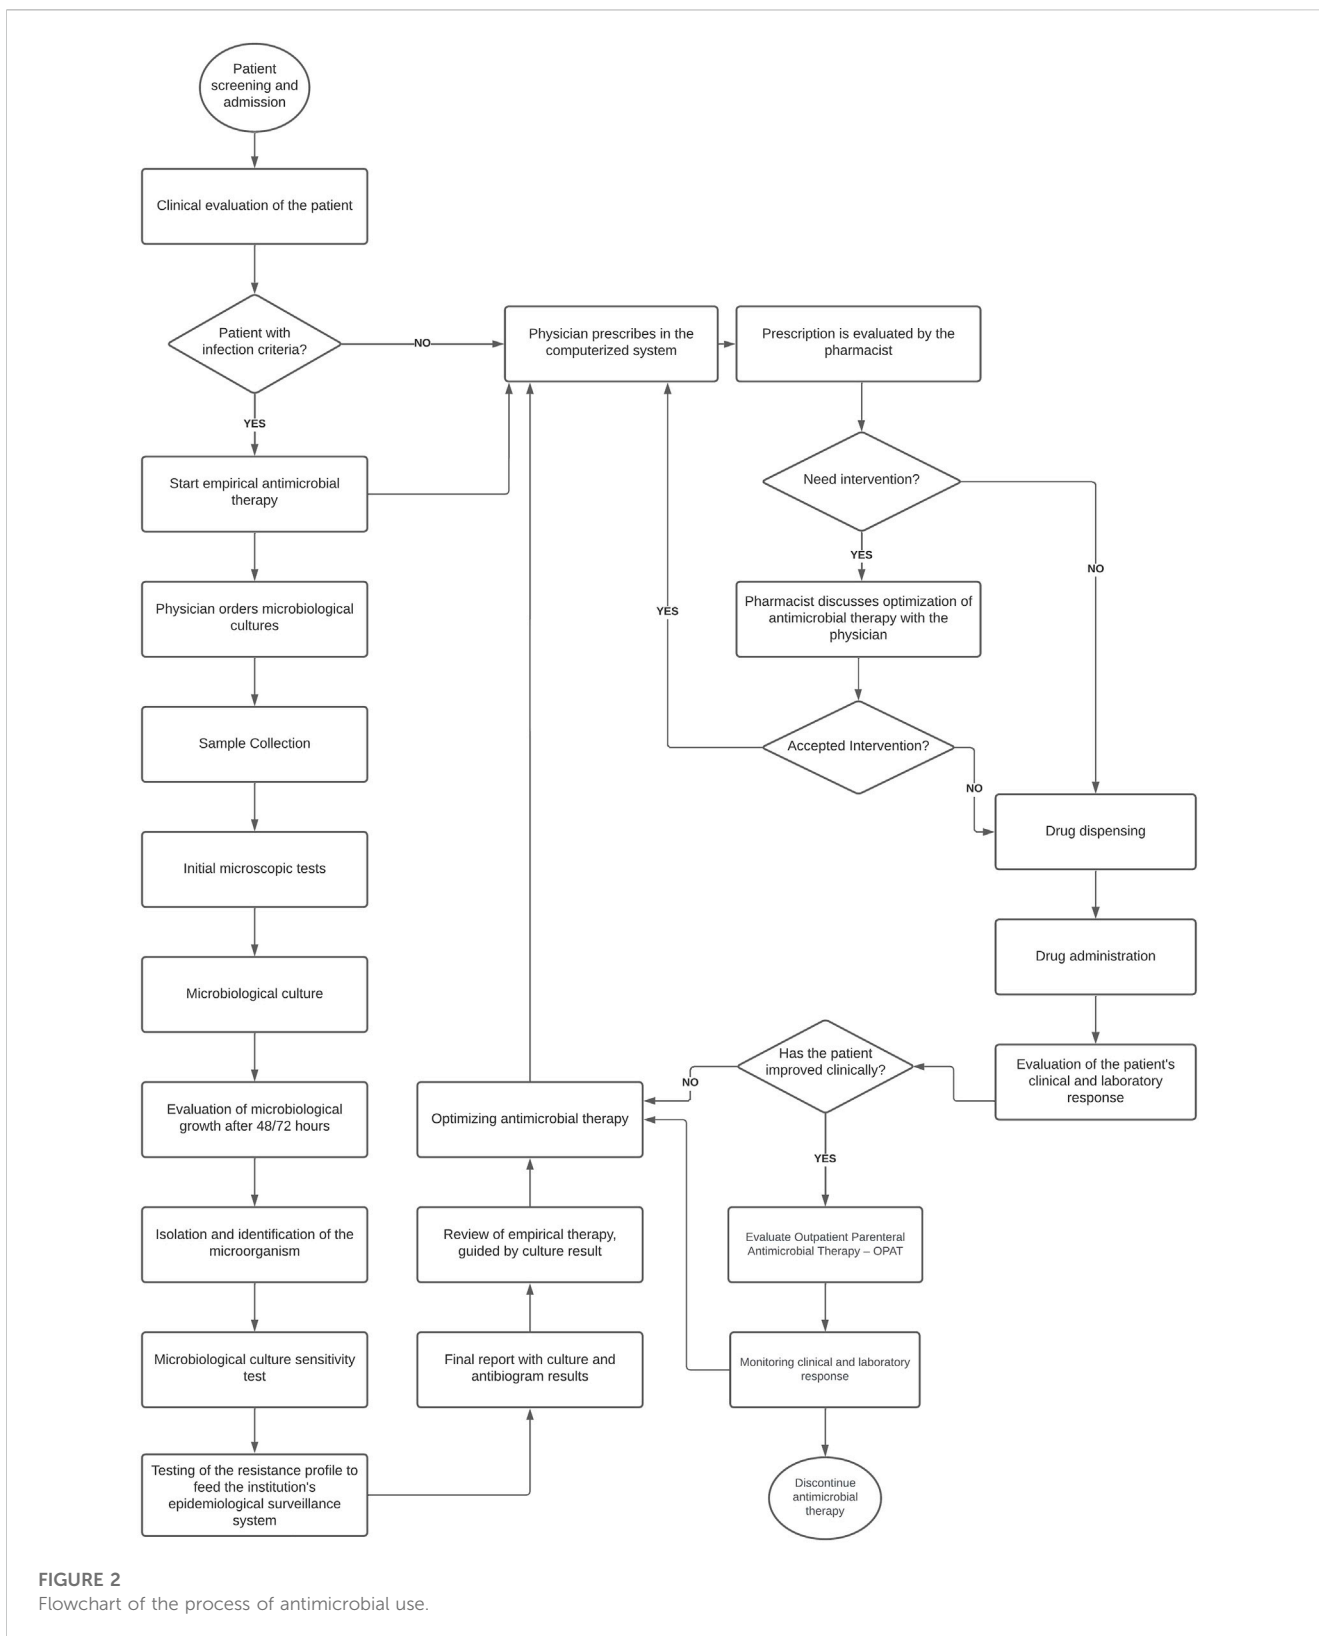 Patient
screening and
admission
Clinical evaluation of the patient
Patient with
infection criteria?
NO
Physician prescribes in the
computerized system
Prescription is evaluated by the
pharmacist
YES
Start empirical antimicrobial
therapy
Need intervention?
YES
NO
Physician orders microbiological
cultures
YES
Pharmacist discusses optimization of
antimicrobial therapy with the
physician
Sample Collection
Accepted Intervention?
NO
Drug dispensing
Initial microscopic tests
Drug administration
Microbiological culture
Has the patient
improved clinically?
NO
Evaluation of the patient's
clinical and laboratory
response
Evaluation of microbiological
growth after 48/72 hours
Optimizing antimicrobial therapy
YES
Isolation and identification of the
microorganism
Review of empirical therapy,
guided by culture result
Evaluate Outpatient Parenteral
Antimicrobial Therapy – OPAT
Microbiological culture sensitivity
test
Final report with culture and
antibiogram results
Monitoring clinical and laboratory
response
Testing of the resistance profile to
feed the institution's
epidemiological surveillance
system
Discontinue
antimicrobial
therapy
FIGURE 2
Flowchart of the process of antimicrobial use.